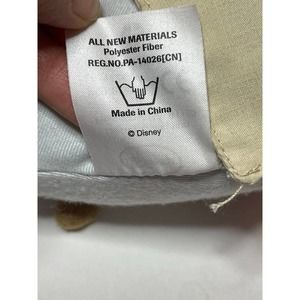 ALL NEW MATERIALS
Polyester Fiber
REG.NO.PA-14026[CN]
Made in China
© Disney